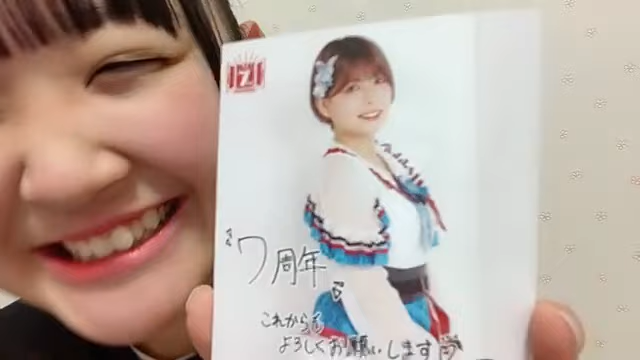 7周年
これからも
よろしくお願いします